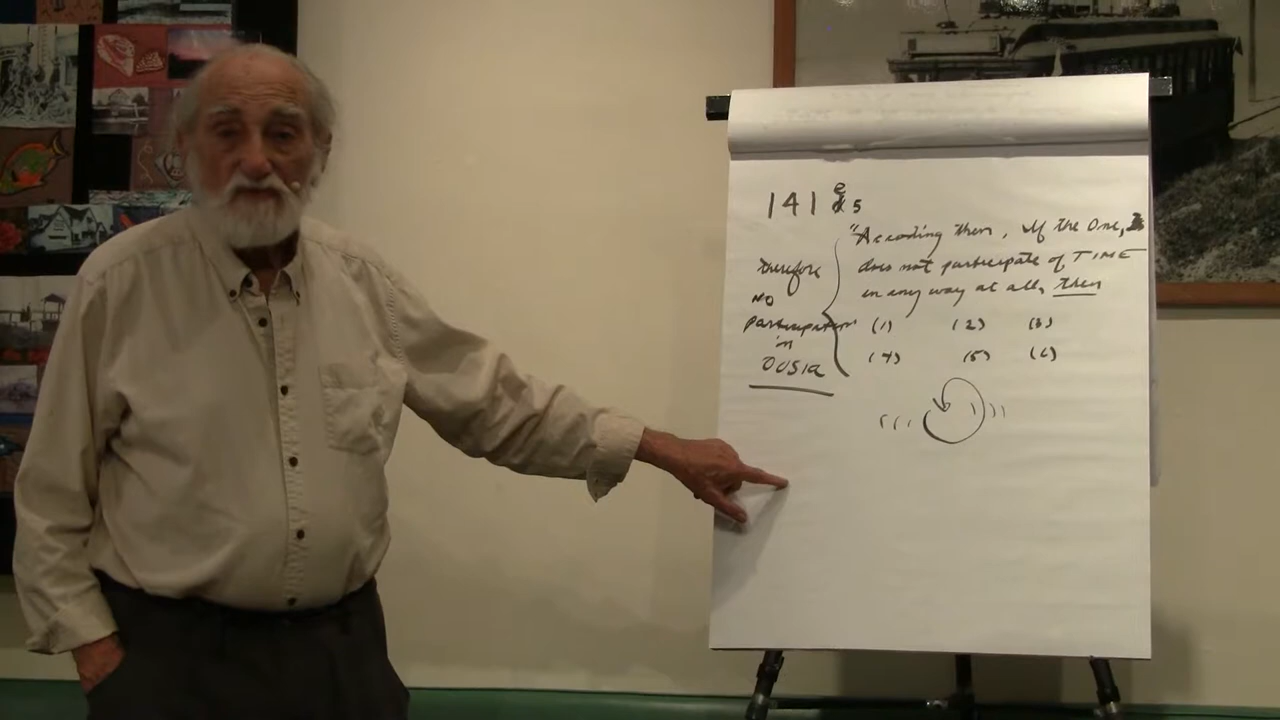 141 e 5
"According then, if the One,
does not participate of TIME
in any way at all, then
(1) (2) (3)
(4) (5) (6)
therefore
NO
participation
in
OUSIA